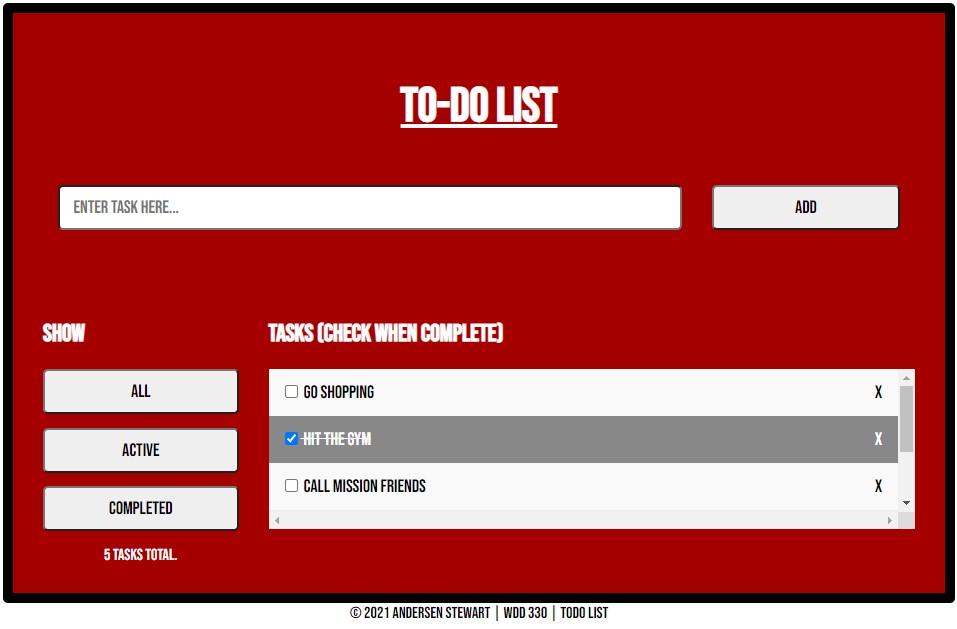 TO-DO LIST
ENTER TASK HERE...
ADD
SHOW
TASKS (CHECK WHEN COMPLETE)
ALL
GO SHOPPING X
HIT THE GYM X
ACTIVE
CALL MISSION FRIENDS X
COMPLETED
5 TASKS TOTAL.
© 2021 ANDERSEN STEWART | WDD 330 | TODO LIST